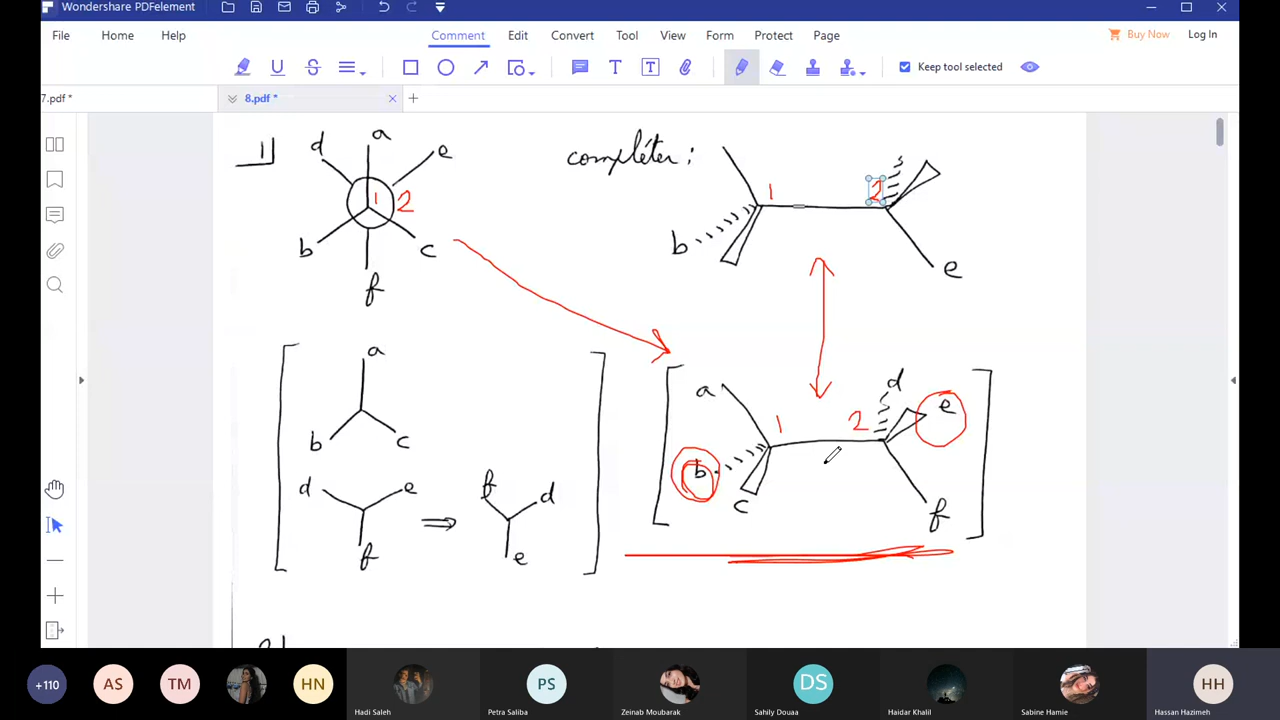 Wondershare PDFelement
File Home Help Comment Edit Convert Tool View Form Protect Page Buy Now Log In
Keep tool selected
7.pdf * 8.pdf *
1] compléter :
d a e
1 2
b c
f
1 2
b
e
a
b c
d e
f
f d
e
a d e
1 2
b
c
f
+110 AS TM HN PS DS HH
Hadi Saleh Petra Saliba Zeinab Moubarak Sahily Douaa Haidar Khalil Sabine Hamie Hassan Hazimeh